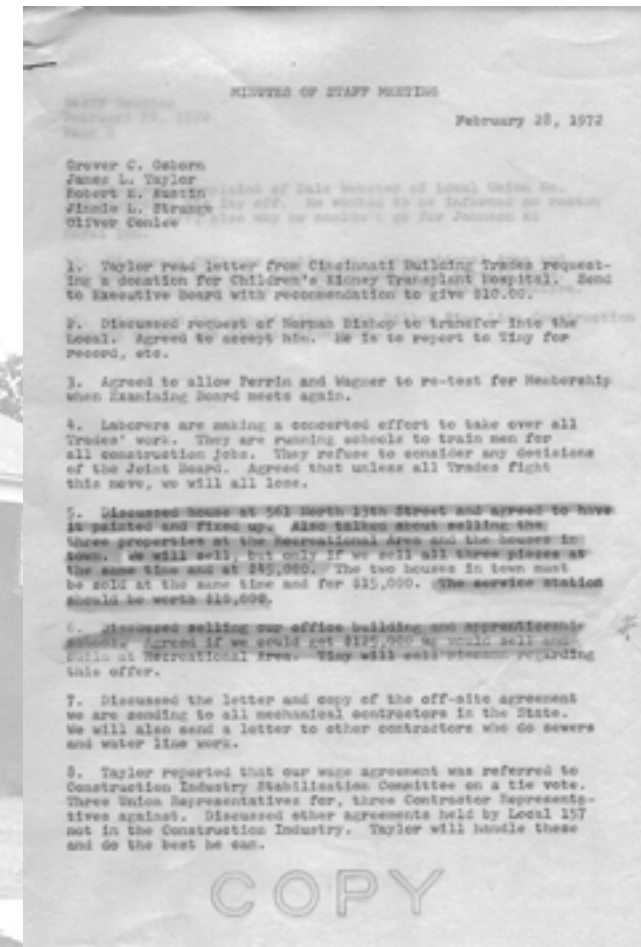 MINUTES OF STAFF MEETING
February 28, 1972
Grover C. Osborn
James L. Taylor
Robert E. Austin
Jimmie L. Strange
Oliver Conlee
1. Taylor read letter from Cincinnati Building Trades request-
ing a donation for Children's Kidney Transplant Hospital. Send
to Executive Board with recommendation to give $10.00.
2. Discussed request of Norman Bishop to transfer into the
Local. Agreed to accept him. He is to report to Tiny for
record, etc.
3. Agreed to allow Perrin and Wagner to re-test for Membership
when Examining Board meets again.
4. Laborers are making a concerted effort to take over all
Trades' work. They are running schools to train men for
all construction jobs. They refuse to consider any decisions
of the Joint Board. Agreed that unless all Trades fight
this move, we will all lose.
5. Discussed house at 561 North 13th Street and agreed to have
it painted and fixed up. Also talked about selling the
three properties at the Recreational Area and the houses in
town. We will sell, but only if we sell all three pieces at
the same time and at $45,000. The two houses in town must
be sold at the same time and for $15,000. The service station
should be worth
6. Discussed selling our office building and apprenticeship
school. Agreed if we could get $125,000 we would sell and
build at Recreational Area. Tiny will regarding
this offer.
7. Discussed the letter and copy of the off-site agreement
we are sending to all mechanical contractors in the State.
We will also send a letter to other contractors who do sewers
and water line work.
8. Taylor reported that our wage agreement was referred to
Construction Industry Stabilization Committee on a tie vote.
Three Union Representatives for, three Contractor Representa-
tives against. Discussed other agreements held by Local 157
not in the Construction Industry. Taylor will handle these
and do the best he can.
COPY